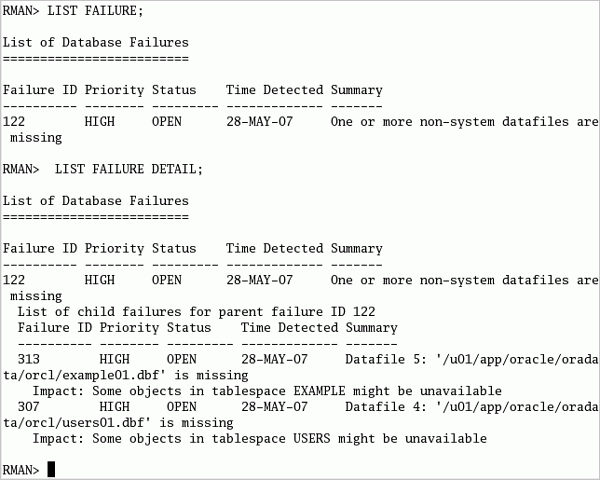 RMAN> LIST FAILURE;
List of Database Failures
=========================
Failure ID Priority Status    Time Detected Summary
---------- -------- --------- ------------- -------
122        HIGH     OPEN      28-MAY-07     One or more non-system datafiles are
 missing
RMAN>  LIST FAILURE DETAIL;
List of Database Failures
=========================
Failure ID Priority Status    Time Detected Summary
---------- -------- --------- ------------- -------
122        HIGH     OPEN      28-MAY-07     One or more non-system datafiles are
 missing
  List of child failures for parent failure ID 122
  Failure ID Priority Status    Time Detected Summary
  ---------- -------- --------- ------------- -------
  313        HIGH     OPEN      28-MAY-07     Datafile 5: '/u01/app/oracle/orada
ta/orcl/example01.dbf' is missing
    Impact: Some objects in tablespace EXAMPLE might be unavailable
  307        HIGH     OPEN      28-MAY-07     Datafile 4: '/u01/app/oracle/orada
ta/orcl/users01.dbf' is missing
    Impact: Some objects in tablespace USERS might be unavailable
RMAN>